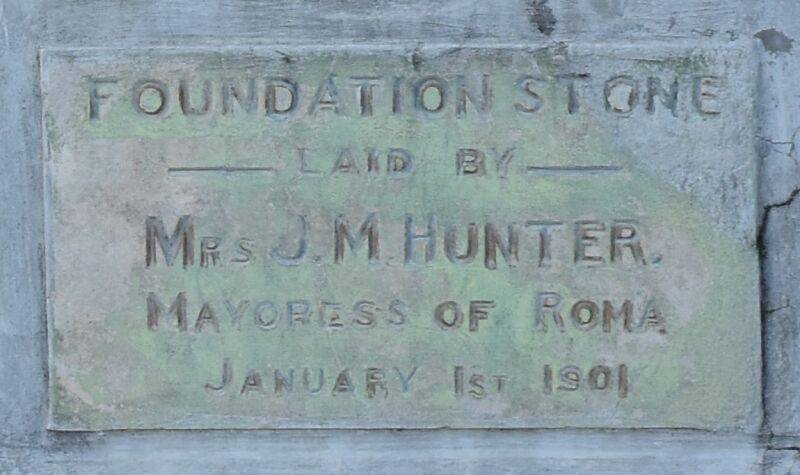 FOUNDATION STONE
LAID BY
MRS J. M. HUNTER.
MAYORESS OF ROMA
JANUARY 1ST 1901